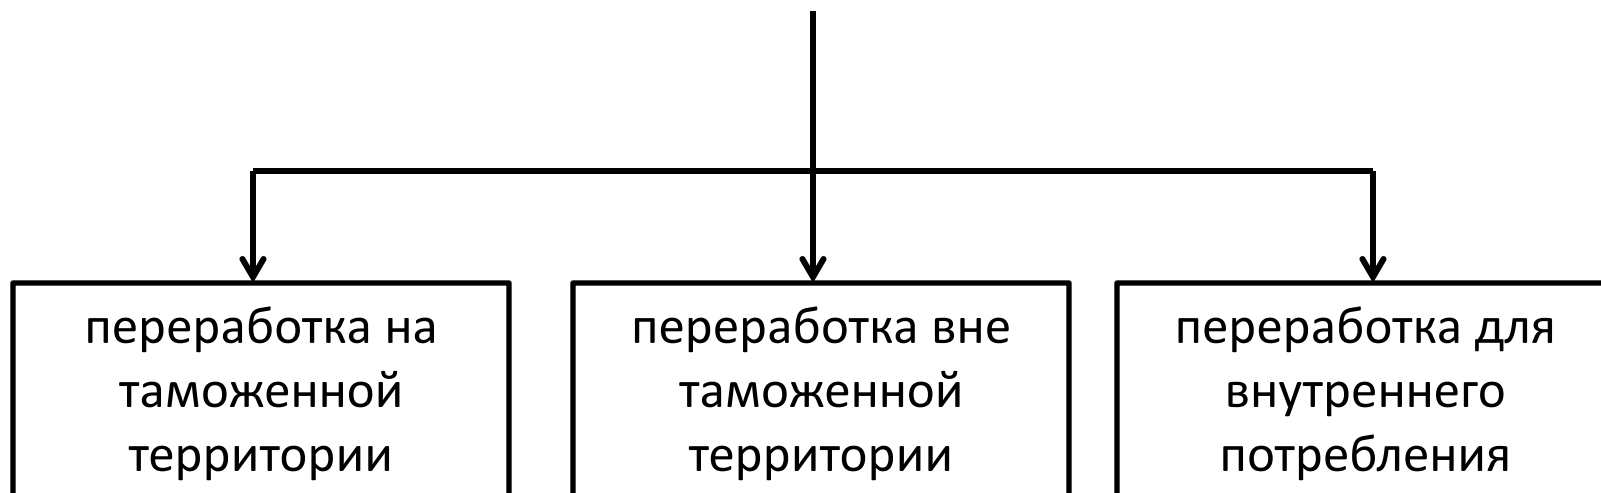 переработка на
таможенной
территории
переработка вне
таможенной
территории
переработка для
внутреннего
потребления